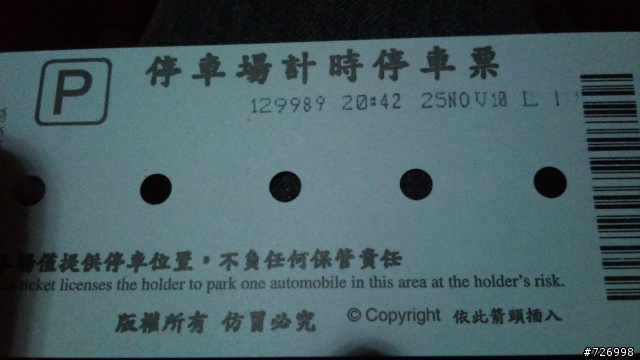 P
停車場計時停車票
129989 20:42 25NOV10 L 1
場僅提供停車位置,不負任何保管責任
ticket licenses the holder to park one automobile in this area at the holder's risk.
版權所有 仿冒必究 © Copyright 依此箭頭插入
#726998